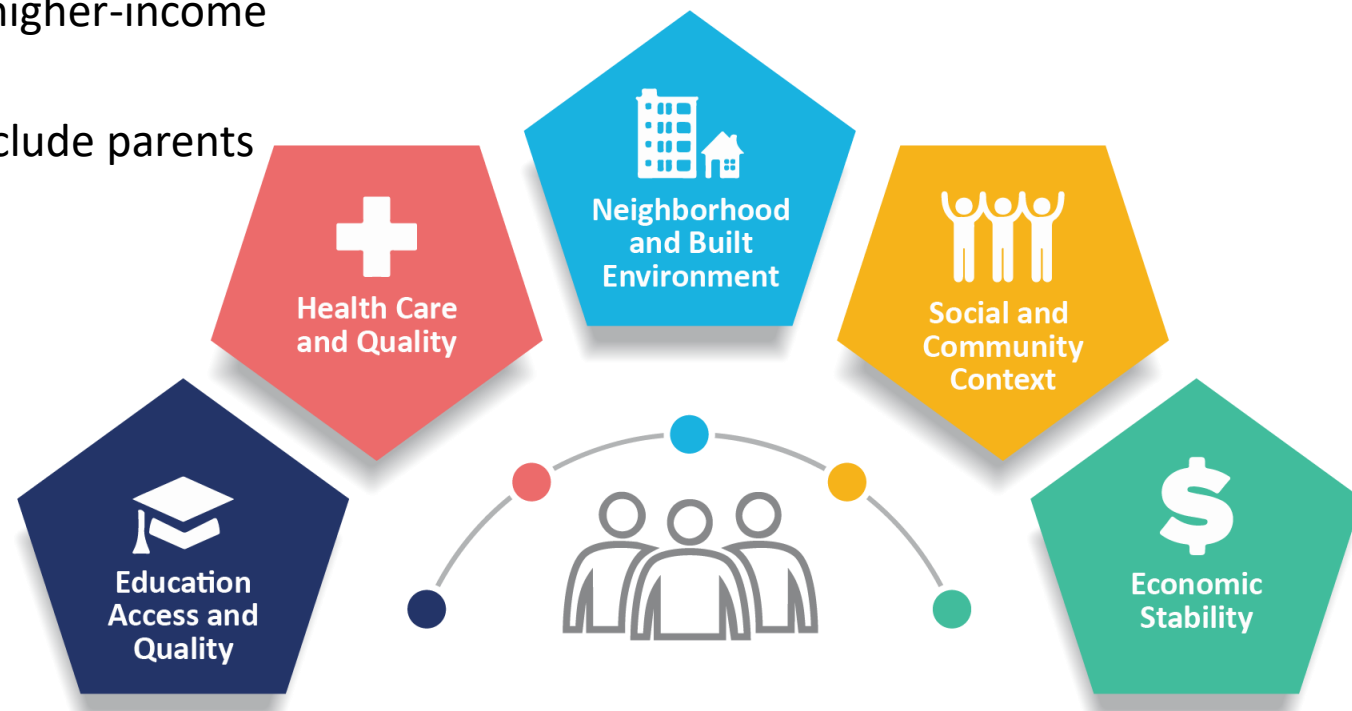 higher-income
clude parents
Neighborhood
and Built
Environment
Health Care
and Quality
Social and
Community
Context
Education
Access and
Quality
$
Economic
Stability